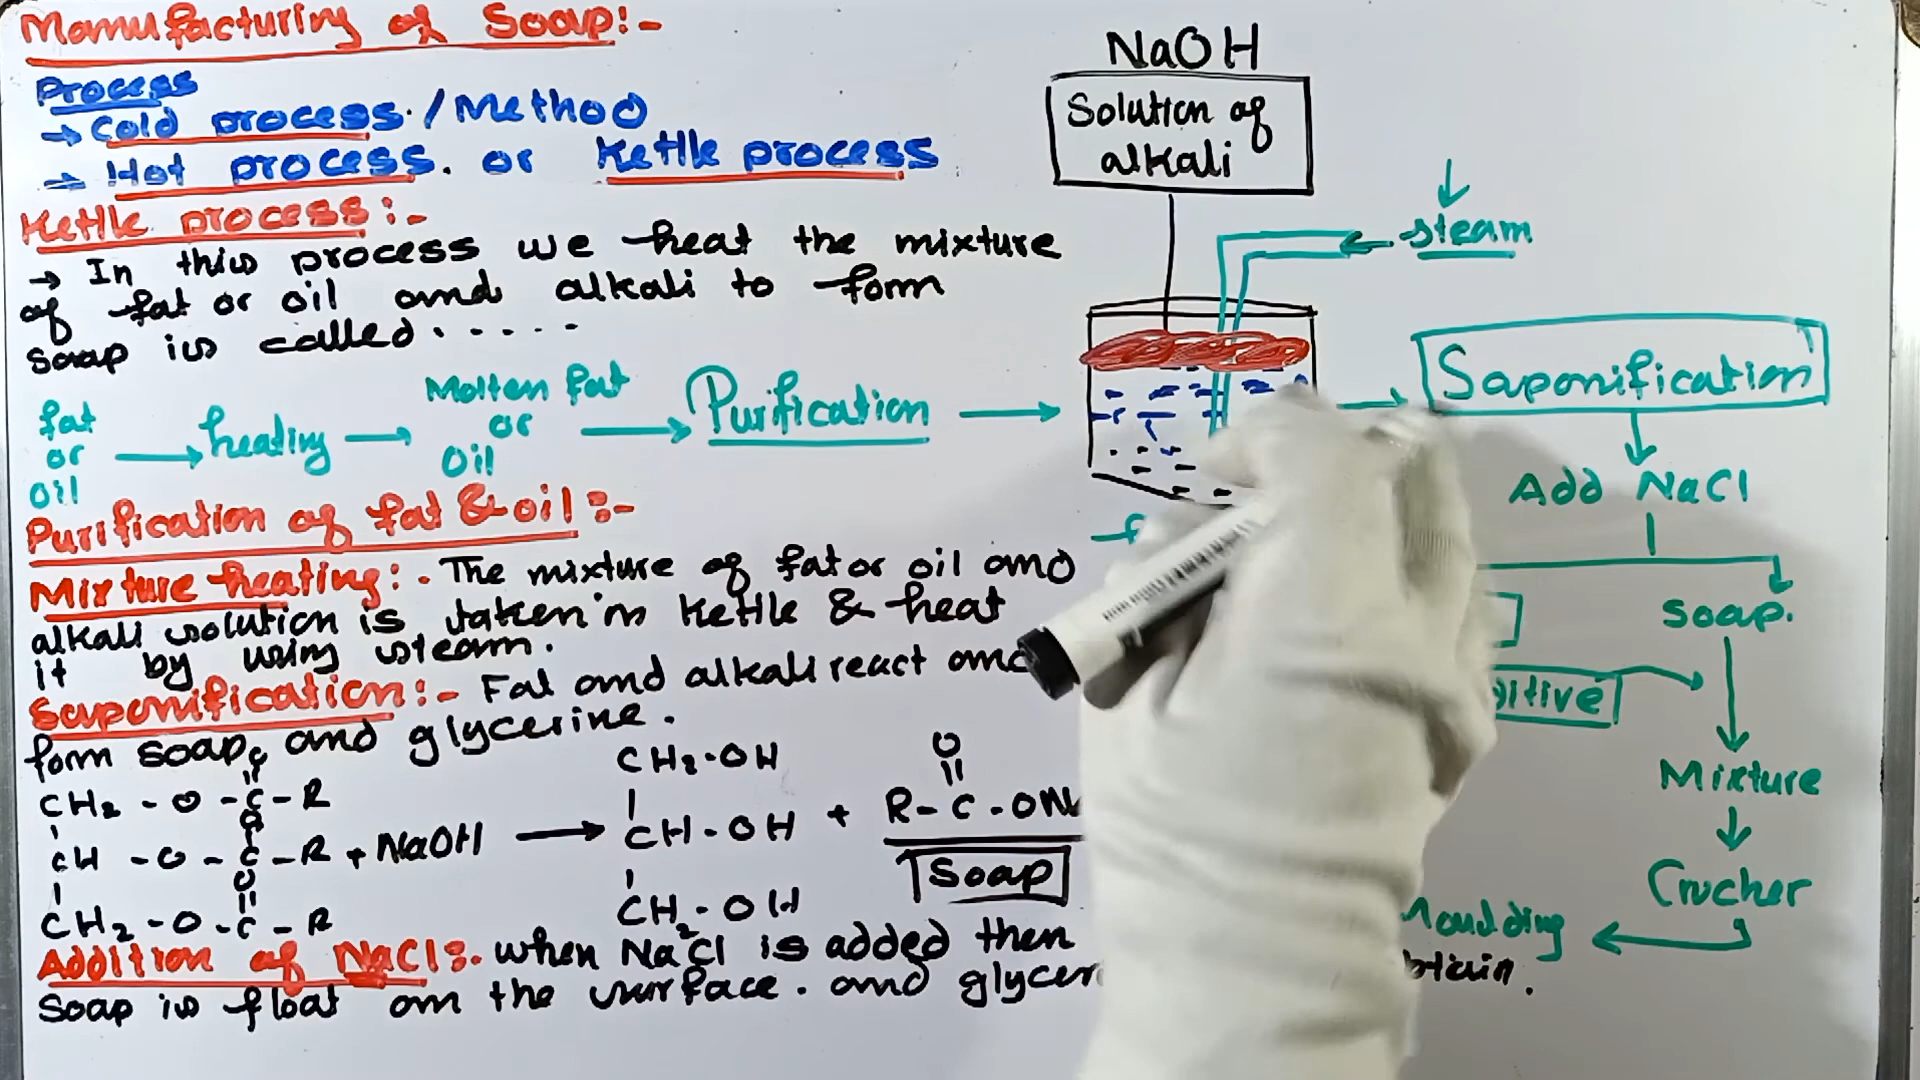 Manufacturing of Soap:-
Process
→ Cold process. / Method
→ Hot process. or Kettle process
Kettle process:-
→ In this process we heat the mixture
of fat or oil and alkali to form
Soap is called......
fat or oil → heating → Molten fat or Oil → Purification →
Purification of fat & oil:-
Mixture heating:. The mixture of fat or oil and
alkali solution is taken in Kettle & heat
it by using steam.
Saponification:- Fat and alkali react and
form soap and glycerine.
CH2 - O - C - R
O
CH - O - C - R + NaOH →
O
CH2 - O - C - R
CH2 . OH
CH - OH +
CH2 - OH
O
R - C - ON
Soap
Addition of NaCl:. when NaCl is added then
Soap is float on the surface. and
NaOH
Solution of
alkali
steam
Saponification
Add NaCl
Soap.
Mixture
Crucher
Moulding